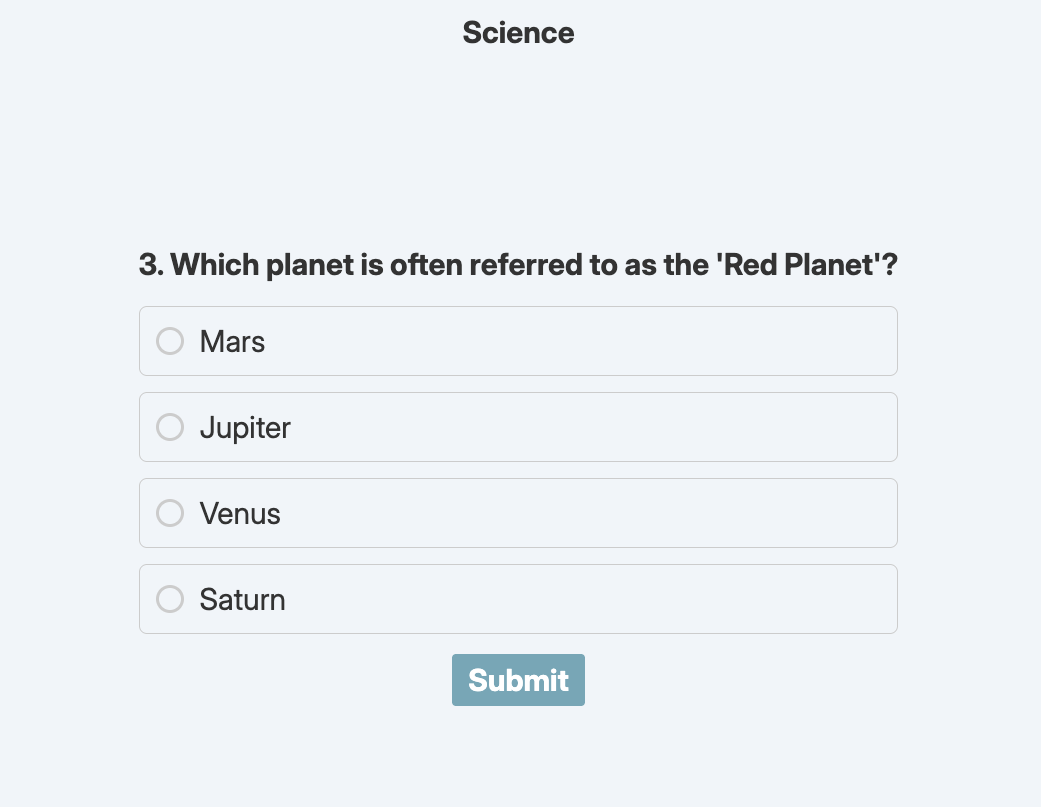 Science
3. Which planet is often referred to as the 'Red Planet'?
Mars
Jupiter
Venus
Saturn
Submit